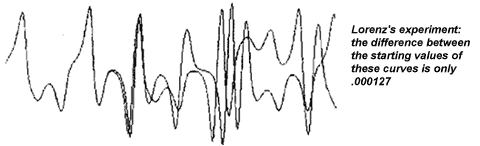 Lorenz's experiment:
the difference between
the starting values of
these curves is only
.000127